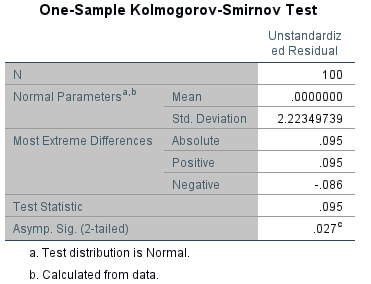 One-Sample Kolmogorov-Smirnov Test
Unstandardiz
ed Residual
N 100
Normal Parametersa,b Mean .0000000
Std. Deviation 2.22349739
Most Extreme Differences Absolute .095
Positive .095
Negative -.086
Test Statistic .095
Asymp. Sig. (2-tailed) .027c
a. Test distribution is Normal.
b. Calculated from data.